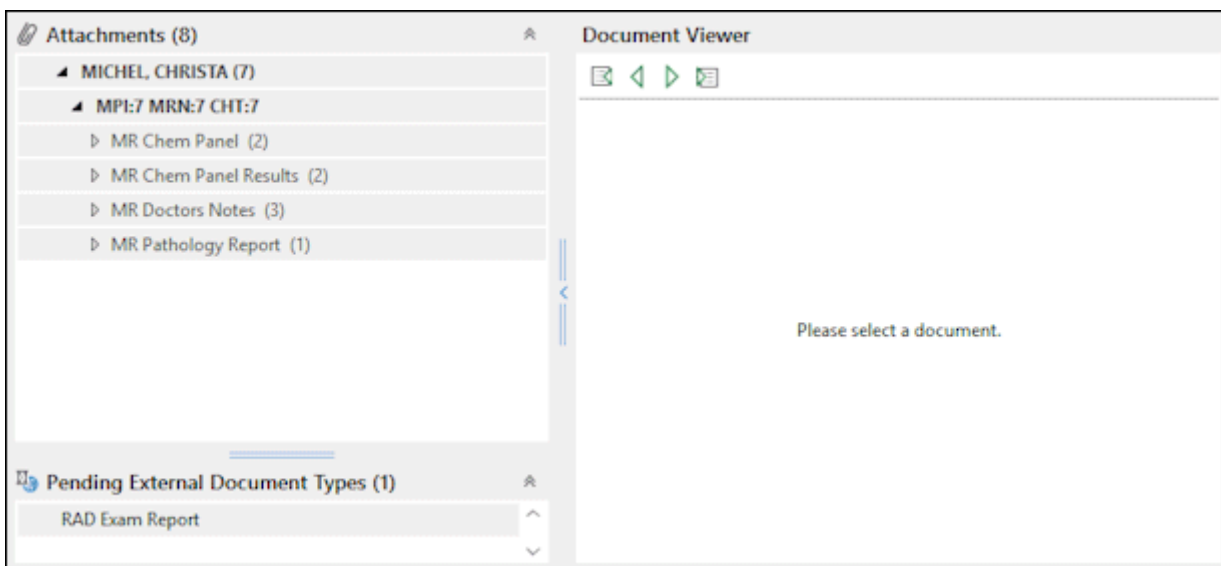 Attachments (8)
MICHEL, CHRISTA (7)
MPI:7 MRN:7 CHT:7
MR Chem Panel (2)
MR Chem Panel Results (2)
MR Doctors Notes (3)
MR Pathology Report (1)
Pending External Document Types (1)
RAD Exam Report
Document Viewer
Please select a document.